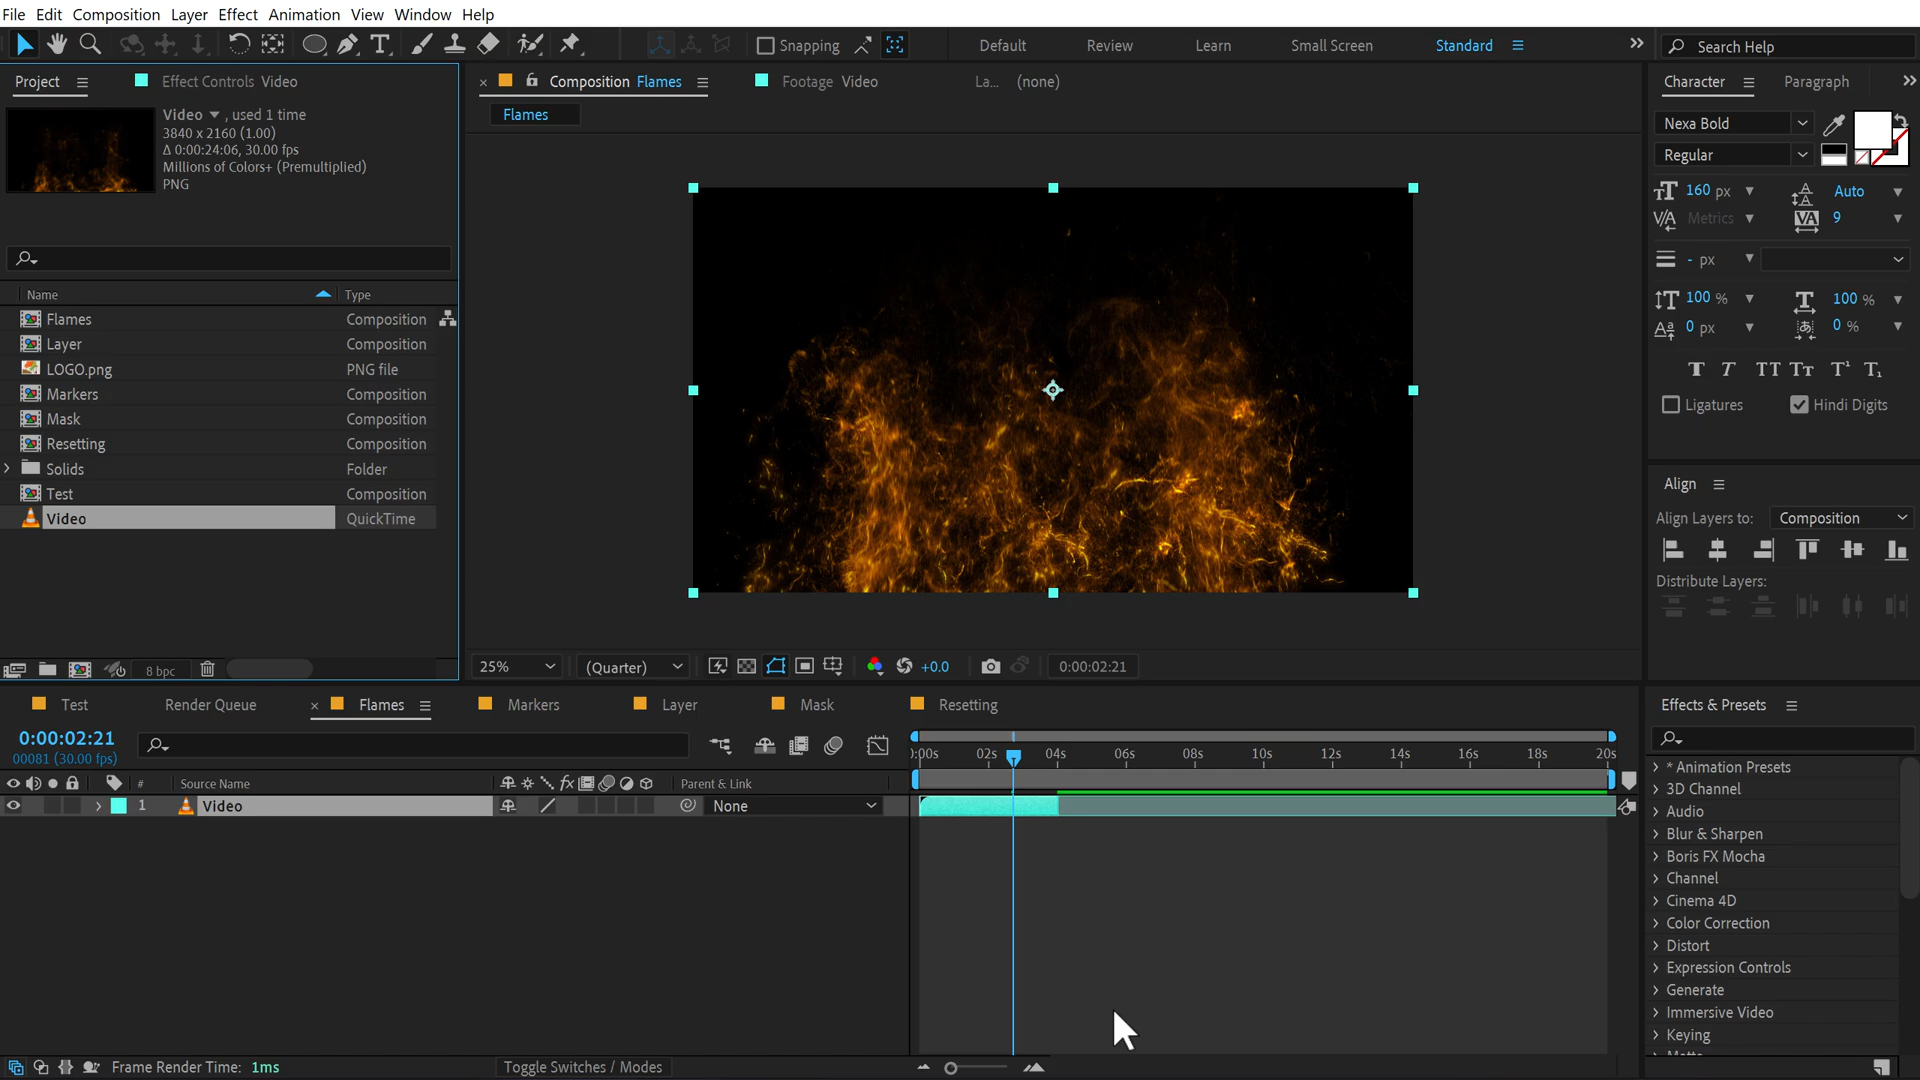 File Edit Composition Layer Effect Animation View Window Help
Snapping Default Review Learn Small Screen Standard Search Help
Project Effect Controls Video
Video , used 1 time
3840 x 2160 (1.00)
Δ 0:00:24:06, 30.00 fps
Millions of Colors+ (Premultiplied)
PNG
Name Type
Flames Composition
Layer Composition
LOGO.png PNG file
Markers Composition
Mask Composition
Resetting Composition
Solids Folder
Test Composition
Video QuickTime
8 bpc
Composition Flames Footage Video La... (none)
Flames
25% (Quarter) +0.0 0:00:02:21
Character Paragraph
Nexa Bold
Regular
160 px Auto
Metrics 9
- px
100 % 100 %
0 px 0 %
Ligatures Hindi Digits
Align
Align Layers to: Composition
Distribute Layers:
Test Render Queue Flames Markers Layer Mask Resetting
0:00:02:21
00081 (30.00 fps)
# Source Name Parent & Link
1 Video None
):00s 02s 04s 06s 08s 10s 12s 14s 16s 18s 20s
Frame Render Time: 1ms Toggle Switches / Modes
Effects & Presets
* Animation Presets
3D Channel
Audio
Blur & Sharpen
Boris FX Mocha
Channel
Cinema 4D
Color Correction
Distort
Expression Controls
Generate
Immersive Video
Keying